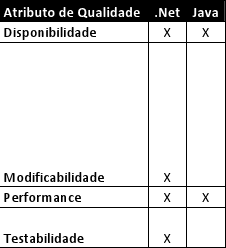 Atributo de Qualidade .Net Java
Disponibilidade X X
Modificabilidade X
Performance X X
Testabilidade X